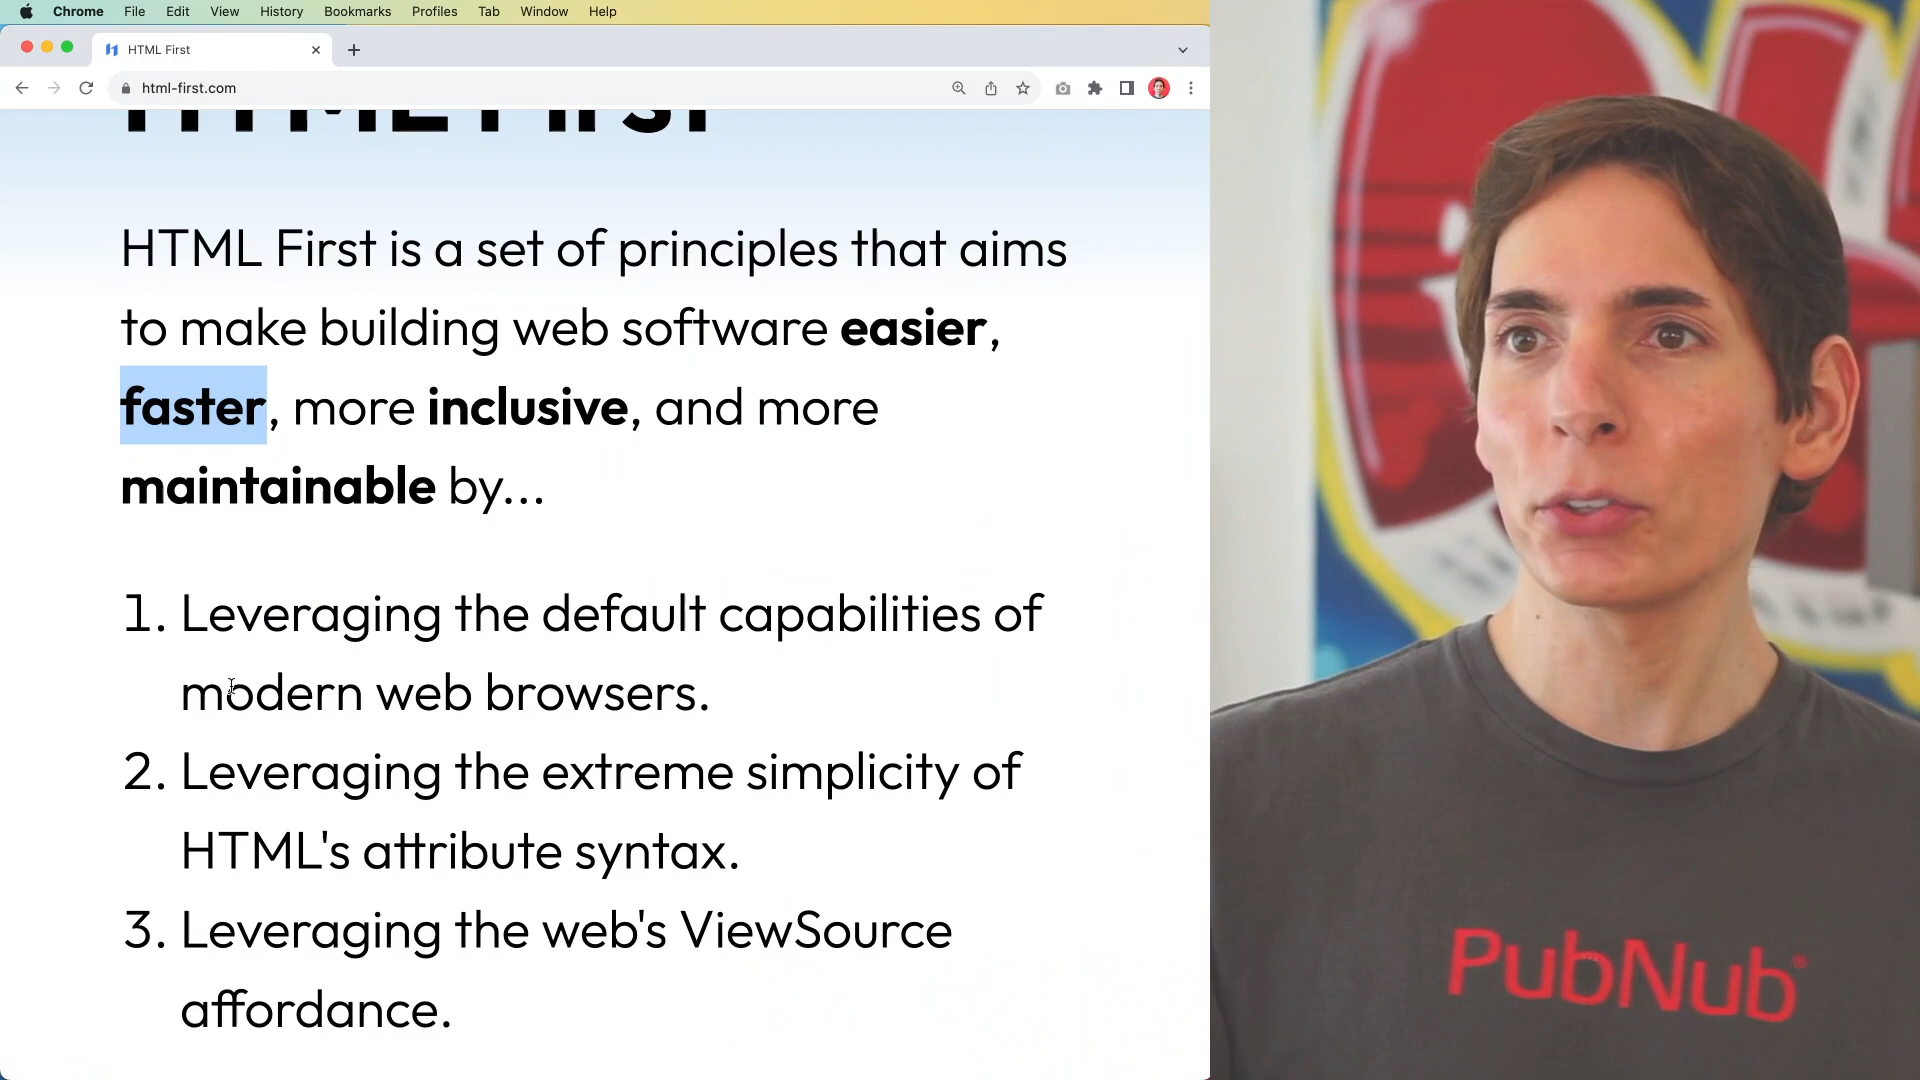 Chrome File Edit View History Bookmarks Profiles Tab Window Help
HTML First
html-first.com
HTML First
HTML First is a set of principles that aims
to make building web software easier,
faster, more inclusive, and more
maintainable by...
1. Leveraging the default capabilities of
modern web browsers.
2. Leveraging the extreme simplicity of
HTML's attribute syntax.
3. Leveraging the web's ViewSource
affordance.
PubNub